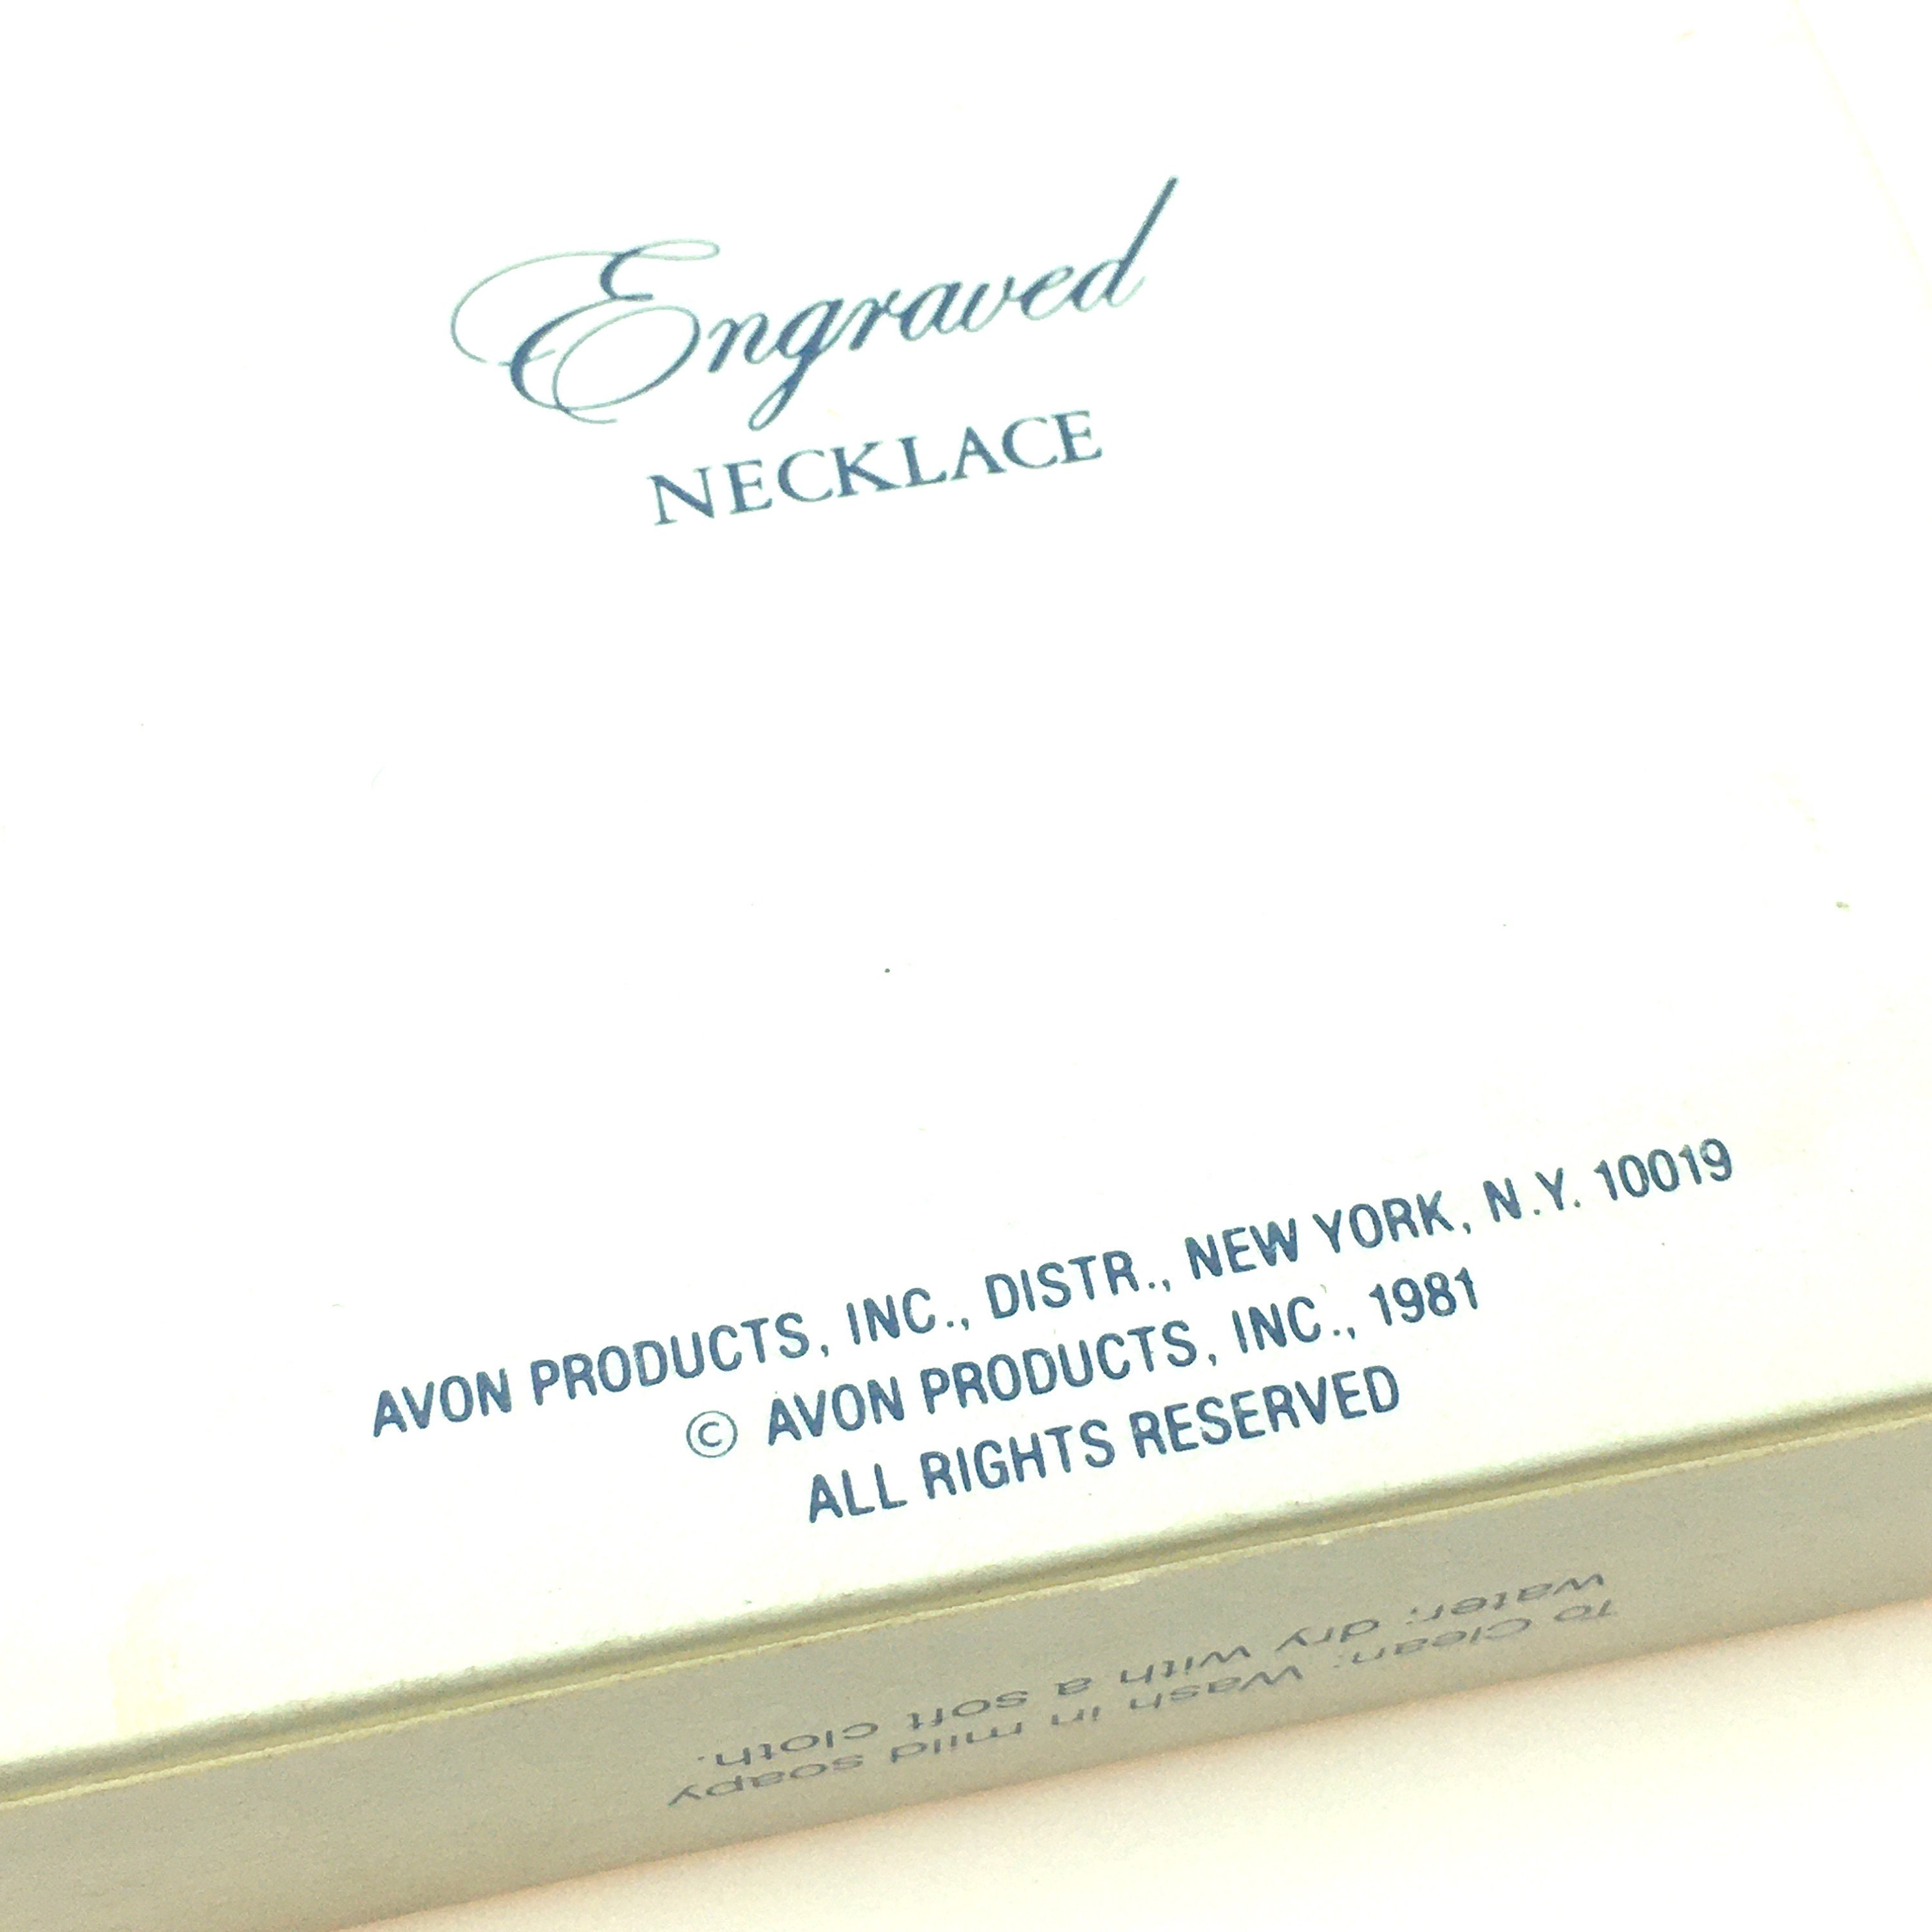 Engraved
NECKLACE
AVON PRODUCTS, INC., DISTR., NEW YORK, N.Y. 10019
© AVON PRODUCTS, INC., 1981
ALL RIGHTS RESERVED
To Clean: Wash in mild soapy
water; dry with a soft cloth.